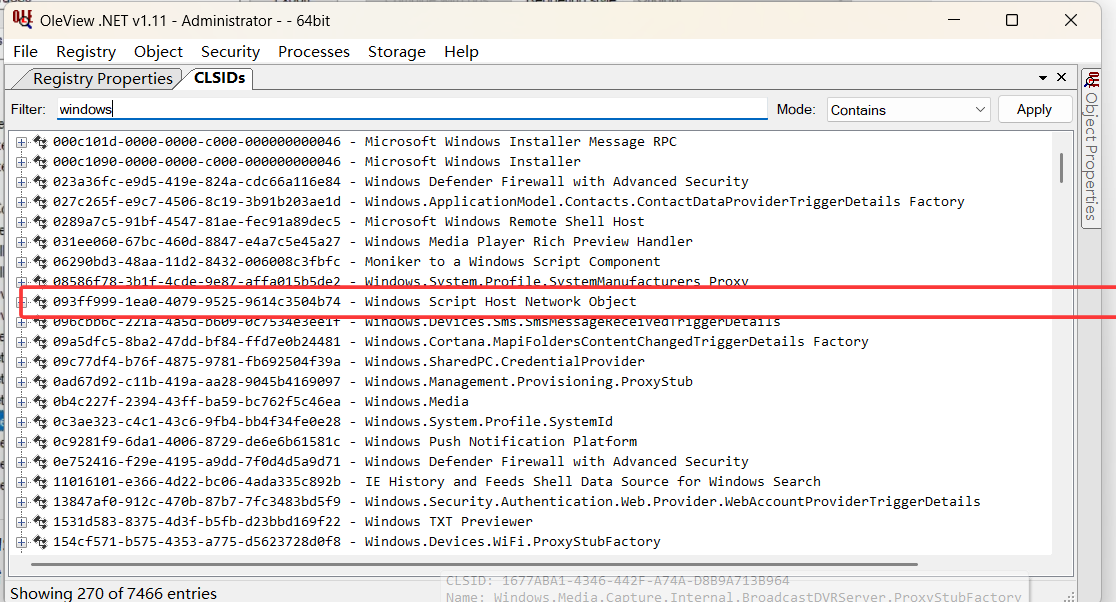 OleView .NET v1.11 - Administrator - - 64bit
File Registry Object Security Processes Storage Help
Registry Properties CLSIDs
Filter: windows Mode: Contains Apply
000c101d-0000-0000-c000-000000000046 - Microsoft Windows Installer Message RPC
000c1090-0000-0000-c000-000000000046 - Microsoft Windows Installer
023a36fc-e9d5-419e-824a-cdc66a116e84 - Windows Defender Firewall with Advanced Security
027c265f-e9c7-4506-8c19-3b91b203ae1d - Windows.ApplicationModel.Contacts.ContactDataProviderTriggerDetails Factory
0289a7c5-91bf-4547-81ae-fec91a89dec5 - Microsoft Windows Remote Shell Host
031ee060-67bc-460d-8847-e4a7c5e45a27 - Windows Media Player Rich Preview Handler
06290bd3-48aa-11d2-8432-006008c3fbfc - Moniker to a Windows Script Component
08586f78-3b1f-4cde-9e87-affa015b5de2 - Windows.System.Profile.SystemManufacturers Proxy
093ff999-1ea0-4079-9525-9614c3504b74 - Windows Script Host Network Object
096cbb6c-221a-4a5d-b609-0c7534e3ee1f - Windows.Devices.Sms.SmsMessageReceivedTriggerDetails
09a5dfc5-8ba2-47dd-bf84-ffd7e0b24481 - Windows.Cortana.MapiFoldersContentChangedTriggerDetails Factory
09c77df4-b76f-4875-9781-fb692504f39a - Windows.SharedPC.CredentialProvider
0ad67d92-c11b-419a-aa28-9045b4169097 - Windows.Management.Provisioning.ProxyStub
0b4c227f-2394-43ff-ba59-bc762f5c46ea - Windows.Media
0c3ae323-c4c1-43c6-9fb4-bb4f34fe0e28 - Windows.System.Profile.SystemId
0c9281f9-6da1-4006-8729-de6e6b61581c - Windows Push Notification Platform
0e752416-f29e-4195-a9dd-7f0d4d5a9d71 - Windows Defender Firewall with Advanced Security
11016101-e366-4d22-bc06-4ada335c892b - IE History and Feeds Shell Data Source for Windows Search
13847af0-912c-470b-87b7-7fc3483bd5f9 - Windows.Security.Authentication.Web.Provider.WebAccountProviderTriggerDetails
1531d583-8375-4d3f-b5fb-d23bbd169f22 - Windows TXT Previewer
154cf571-b575-4353-a775-d5623728d0f8 - Windows.Devices.WiFi.ProxyStubFactory
Object Properties
CLSID: 1677ABA1-4346-442F-A74A-D8B9A713B964
Name: Windows.Media.Capture.Internal.BroadcastDVRServer.ProxyStubFactory
Showing 270 of 7466 entries